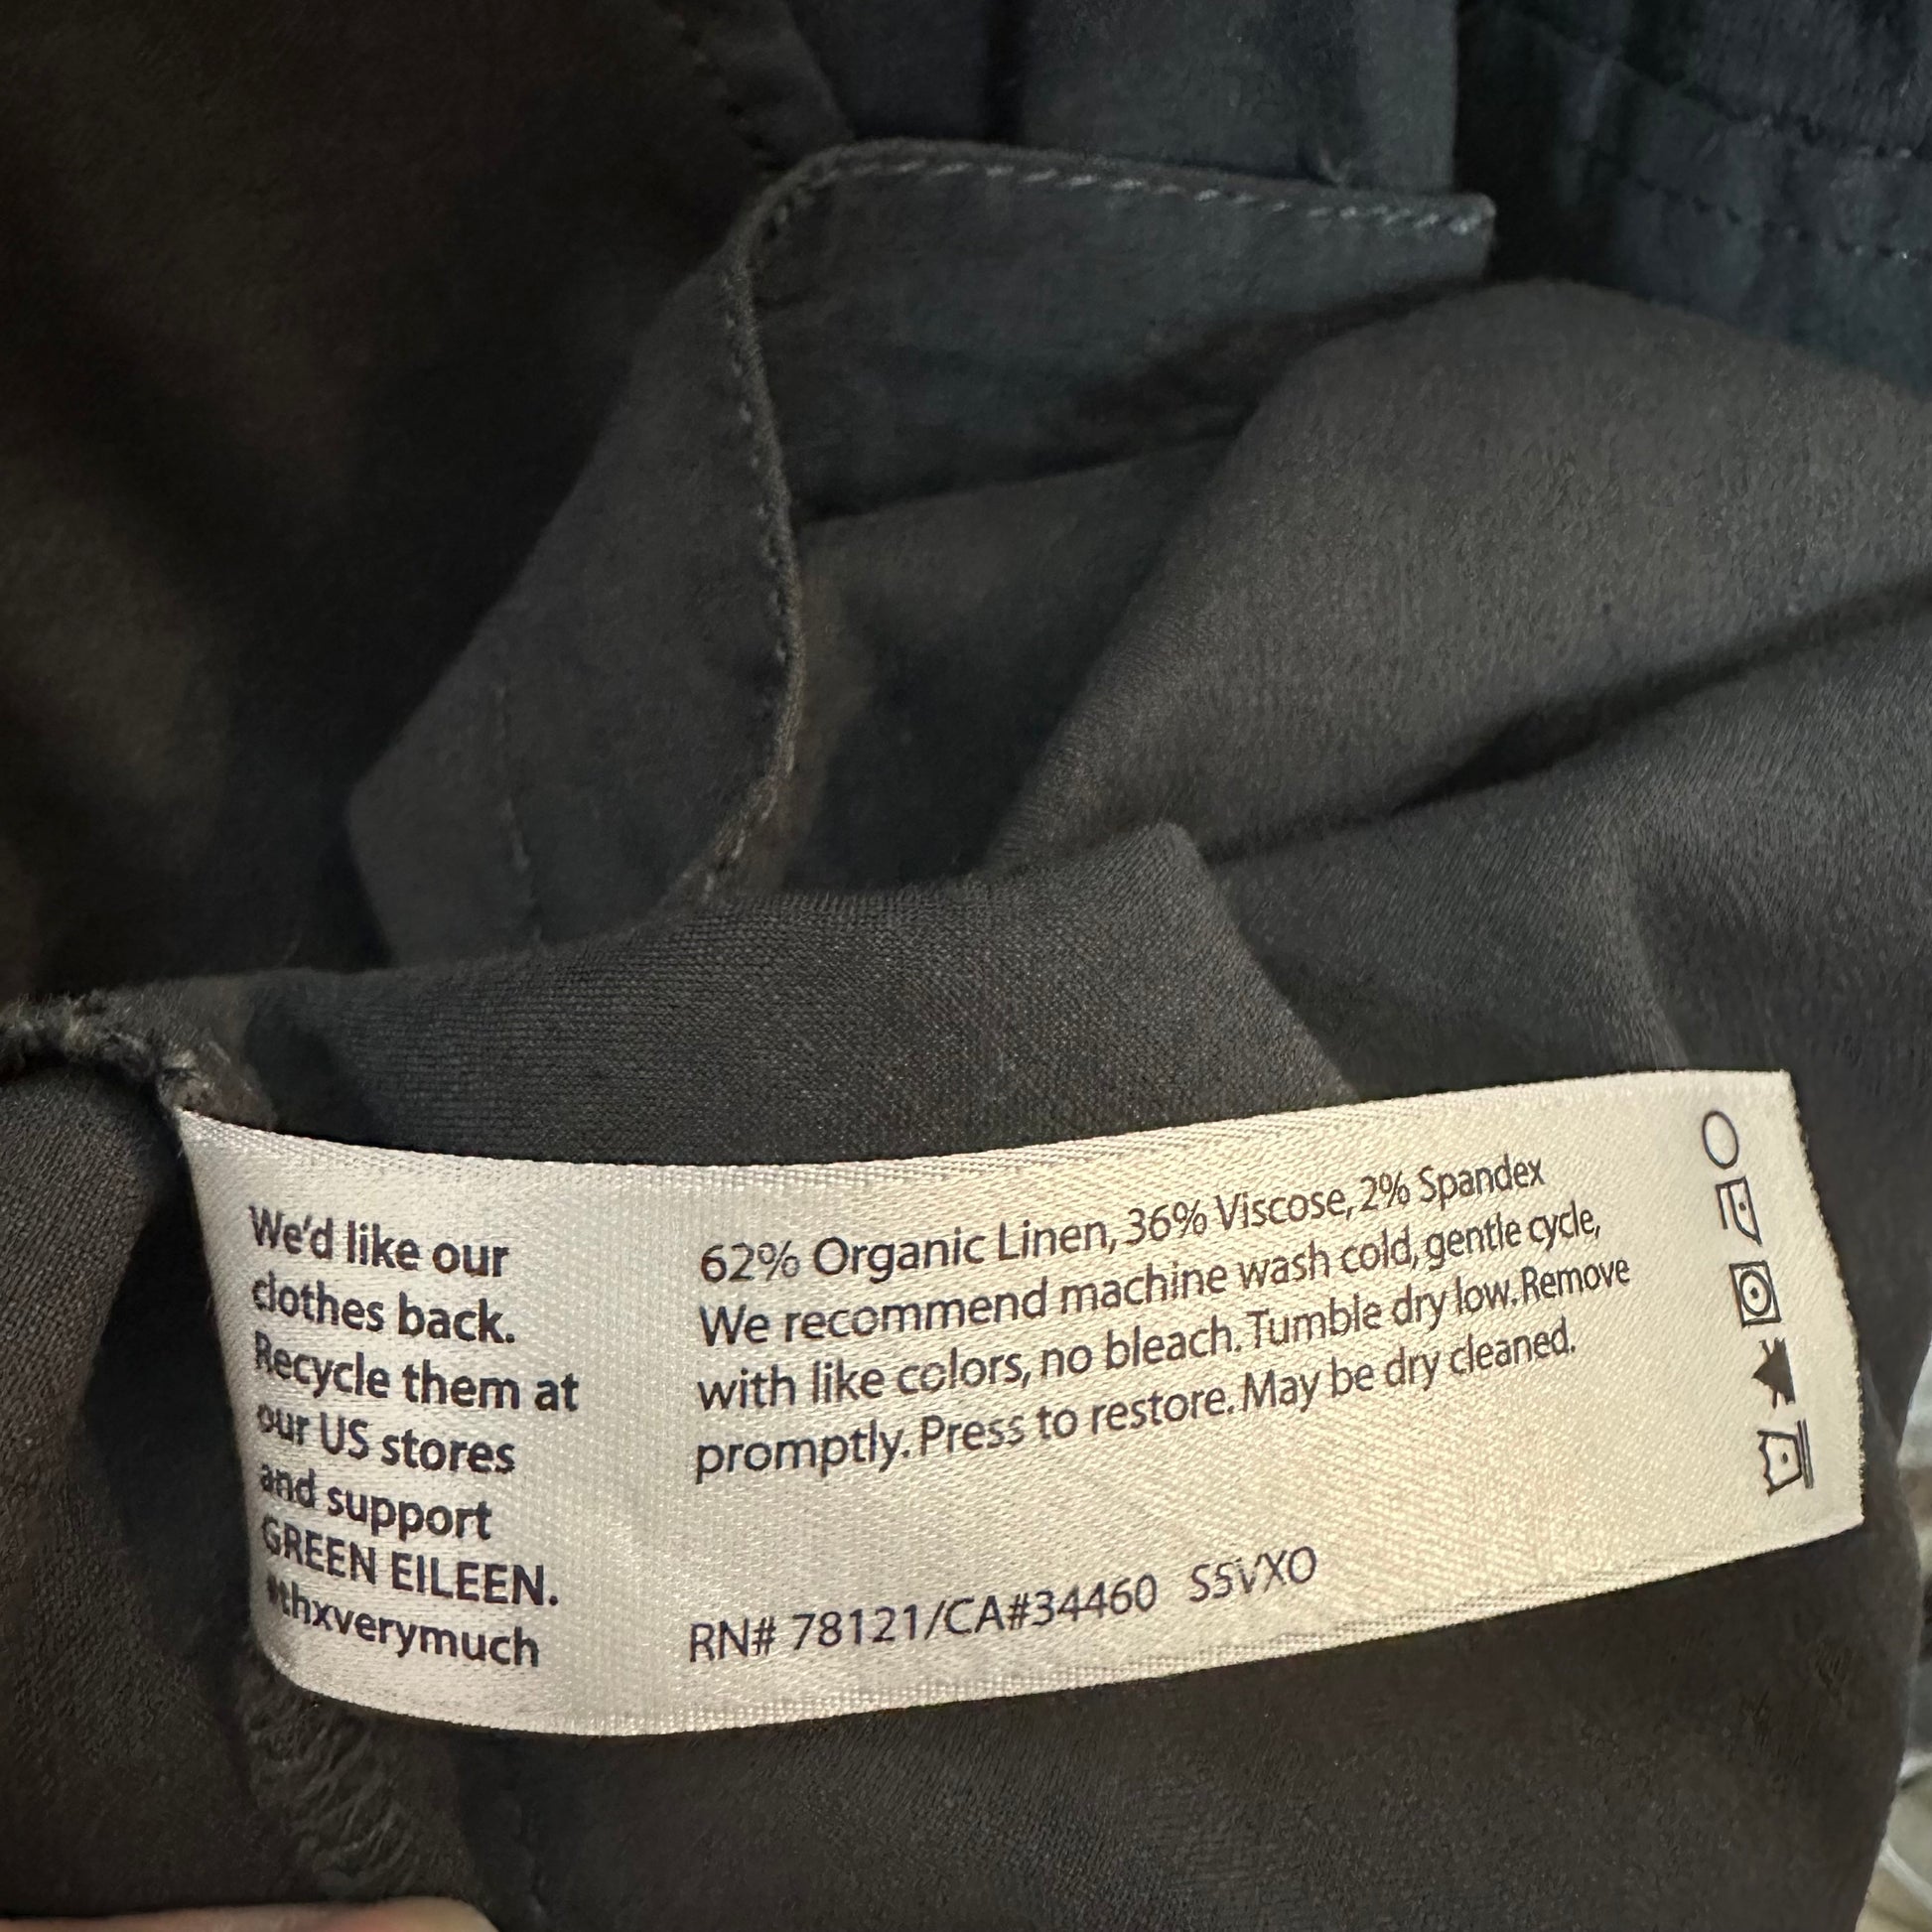 We'd like our
clothes back.
Recycle them at
our US stores
and support
GREEN EILEEN.
#thxverymuch
62% Organic Linen, 36% Viscose, 2% Spandex
We recommend machine wash cold, gentle cycle,
with like colors, no bleach. Tumble dry low. Remove
promptly. Press to restore. May be dry cleaned.
RN# 78121/CA#34460 S5VXO